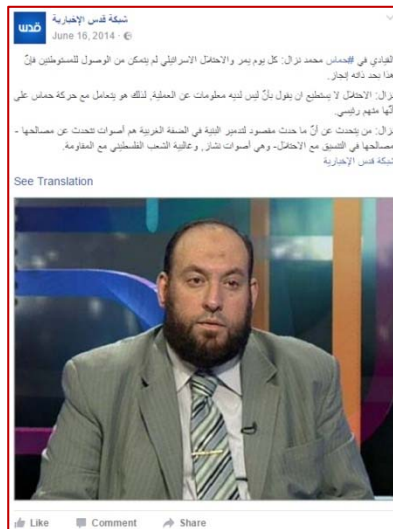 قدس
شبكة قدس الإخبارية
June 16, 2014 ·
القيادي في #حماس محمد نزال: كل يوم يمر والاحتلال الاسرائيلي لم يتمكن من الوصول للمستوطنين فإنّ
هذا بحد ذاته إنجاز.
نزال: الاحتلال لا يستطيع ان يقول بأنّ ليس لديه معلومات عن العملية, لذلك هو يتعامل مع حركة حماس على
أنّها متهم رئيسي.
نزال: من يتحدث عن أنّ ما حدث مقصود لتدمير البنية في الضفة الغربية هم أصوات تتحدث عن مصالحها -
مصالحها في التنسيق مع الاحتلال- وهي أصوات نشاز, وغالبية الشعب الفلسطيني مع المقاومة.
شبكة قدس الإخبارية
See Translation
Like Comment Share